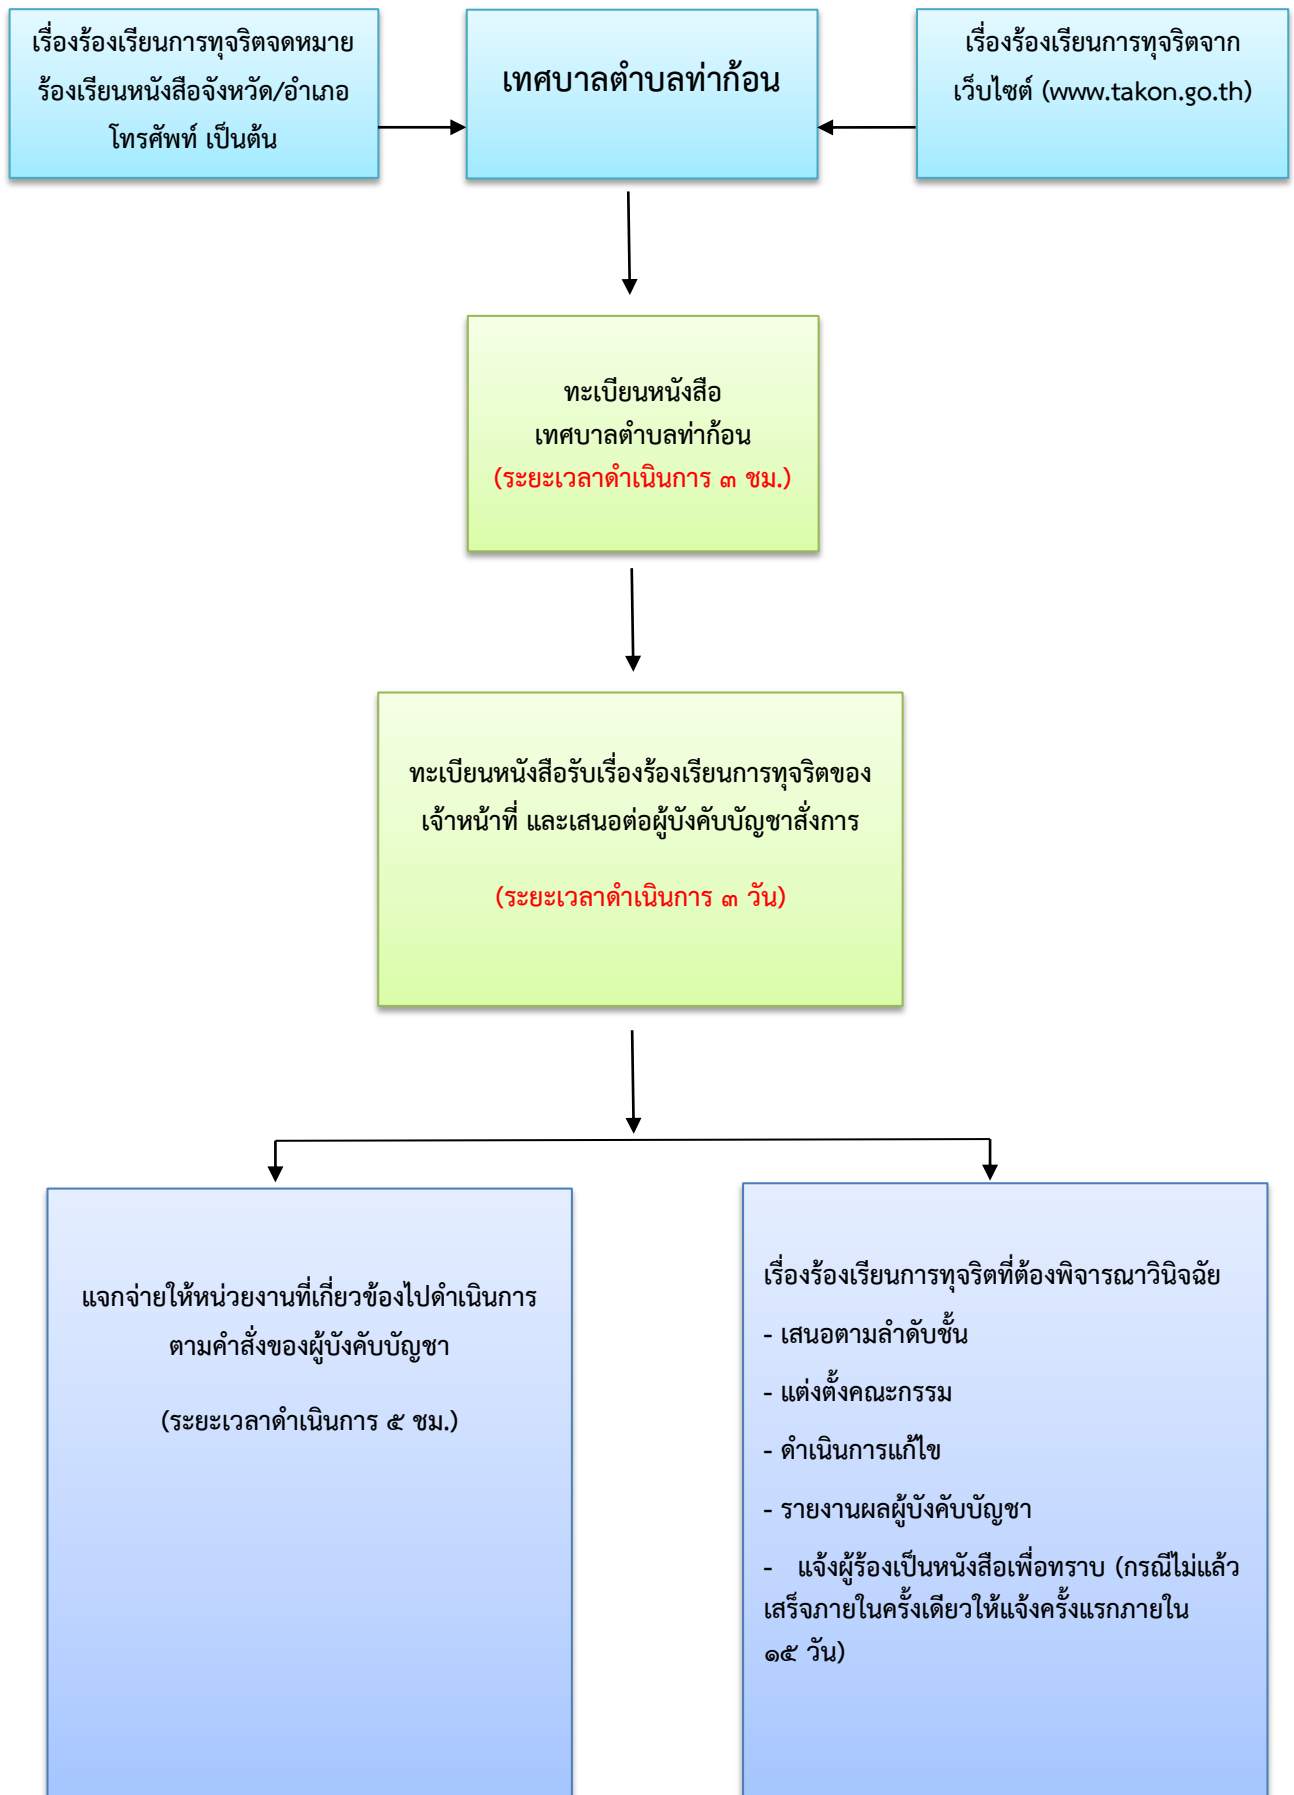 เรื่องร้องเรียนการทุจริตจดหมาย
ร้องเรียนหนังสือจังหวัด/อำเภอ
โทรศัพท์ เป็นต้น
เทศบาลตำบลท่าก้อน
เรื่องร้องเรียนการทุจริตจาก
เว็บไซต์ (www.takon.go.th)
ทะเบียนหนังสือ
เทศบาลตำบลท่าก้อน
(ระยะเวลาดำเนินการ ๓ ชม.)
ทะเบียนหนังสือรับเรื่องร้องเรียนการทุจริตของ
เจ้าหน้าที่ และเสนอต่อผู้บังคับบัญชาสั่งการ
(ระยะเวลาดำเนินการ ๓ วัน)
แจกจ่ายให้หน่วยงานที่เกี่ยวข้องไปดำเนินการ
ตามคำสั่งของผู้บังคับบัญชา
(ระยะเวลาดำเนินการ ๕ ชม.)
เรื่องร้องเรียนการทุจริตที่ต้องพิจารณาวินิจฉัย
- เสนอตามลำดับชั้น
- แต่งตั้งคณะกรรม
- ดำเนินการแก้ไข
- รายงานผลผู้บังคับบัญชา
- แจ้งผู้ร้องเป็นหนังสือเพื่อทราบ (กรณีไม่แล้ว
เสร็จภายในครั้งเดียวให้แจ้งครั้งแรกภายใน
๑๕ วัน)